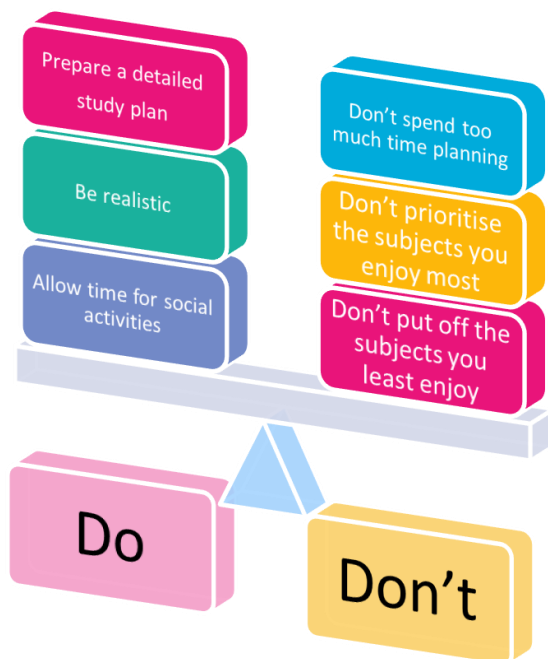 Prepare a detailed
study plan
Be realistic
Allow time for social
activities
Don’t spend too
much time planning
Don’t prioritise
the subjects you
enjoy most
Don’t put off the
subjects you
least enjoy
Do
Don’t